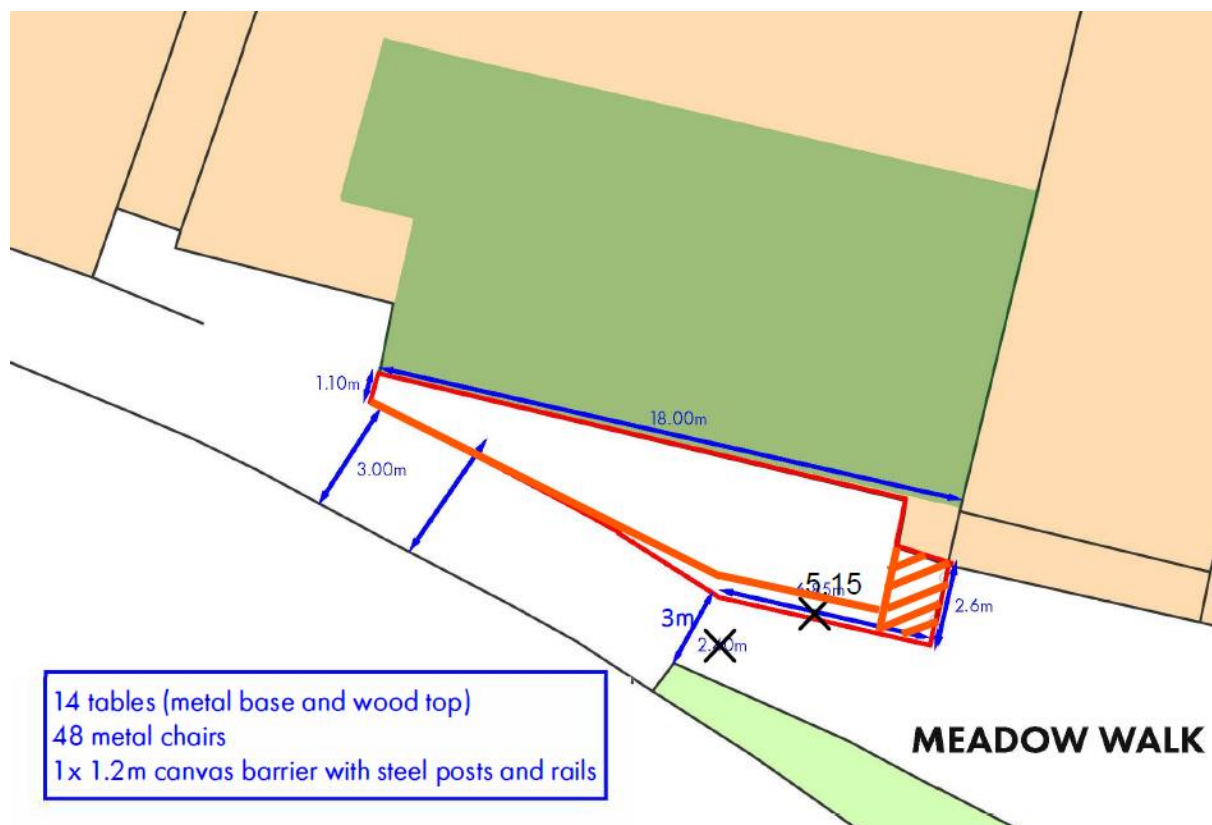 1.10m
18.00m
3.00m
5.15
3m
2.6m
14 tables (metal base and wood top)
48 metal chairs
1x 1.2m canvas barrier with steel posts and rails
MEADOW WALK